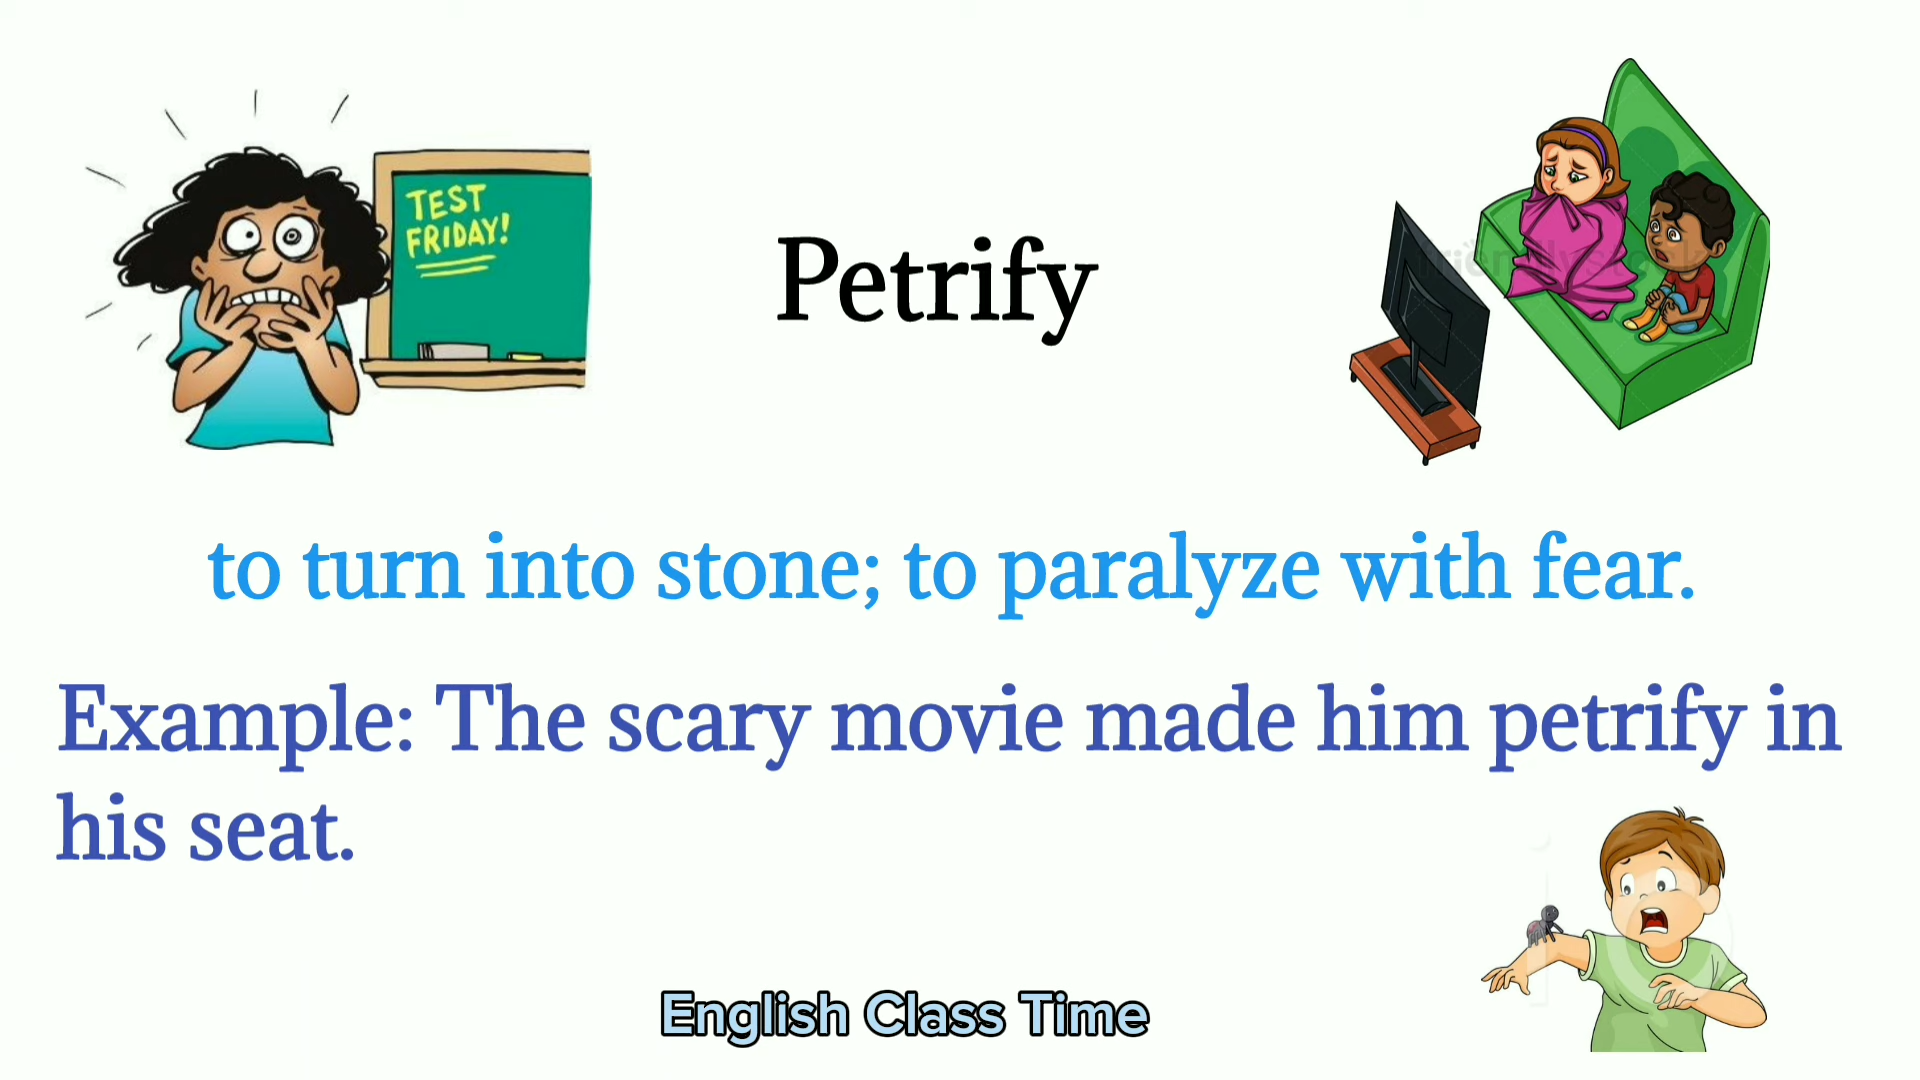 TEST
FRIDAY!
Petrify
to turn into stone; to paralyze with fear.
Example: The scary movie made him petrify in
his seat.
English Class Time